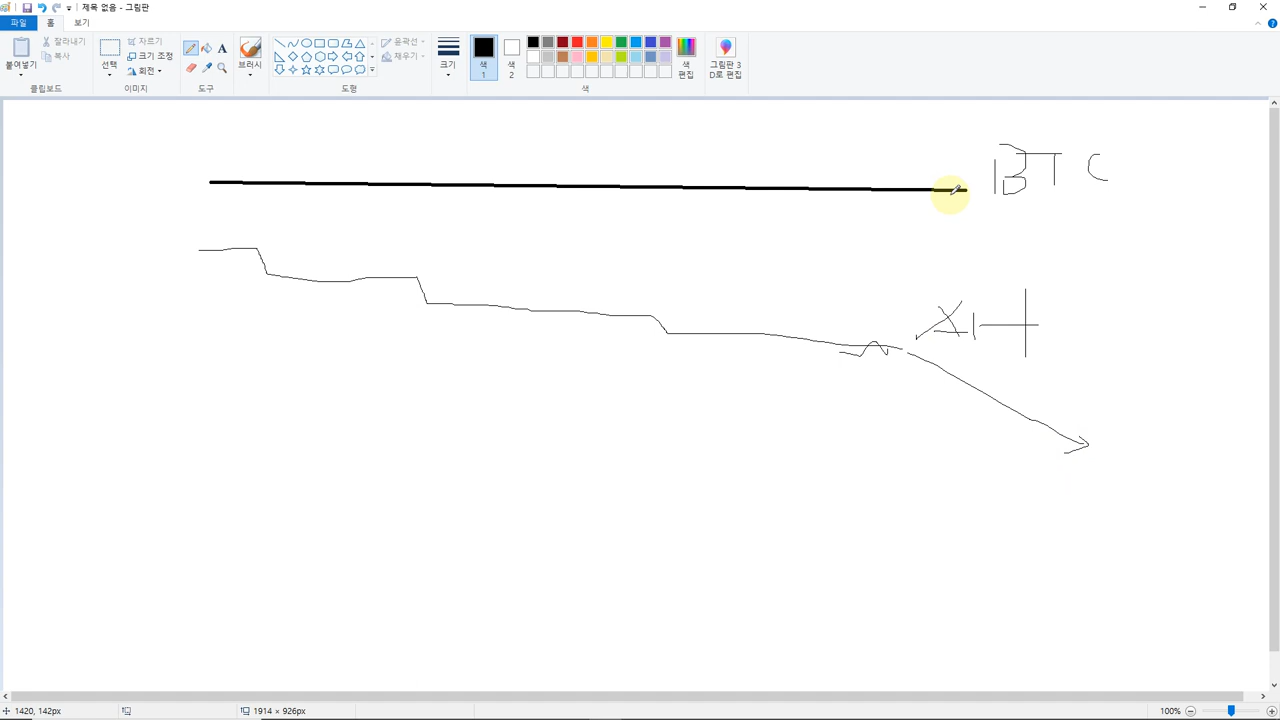 제목 없음 - 그림판
파일 홈 보기
붙여넣기
잘라내기
복사
클립보드
선택
자르기
크기 조정
회전
이미지
A
도구
브러시
도형
윤곽선
채우기
크기
색 1
색 2
색 편집
색
그림판 3D로 편집
BTC
1420, 142px
1914 × 926px
100%